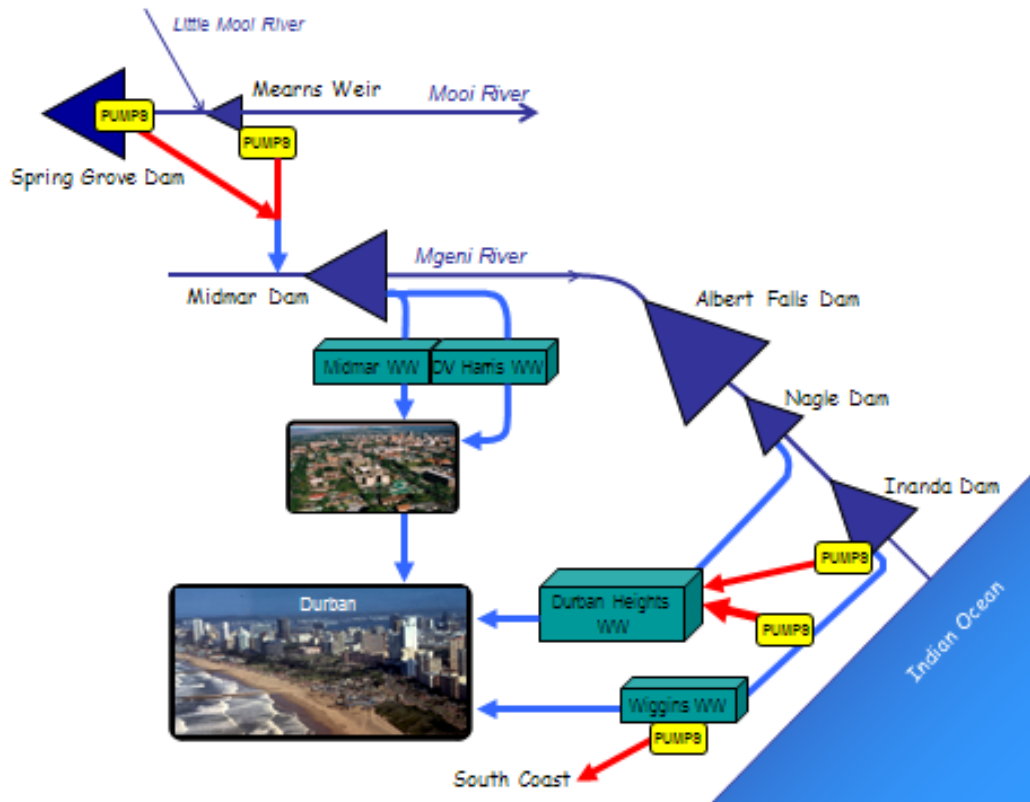 Little Mooi River
Mearns Weir
Mooi River
PUMPS
PUMPS
Spring Grove Dam
Mgeni River
Midmar Dam
Albert Falls Dam
Midmar WW
DV Harris WW
Nagle Dam
Inanda Dam
PUMPS
Durban
Durban Heights
WW
PUMPS
Indian Ocean
Wiggins WW
PUMPS
South Coast